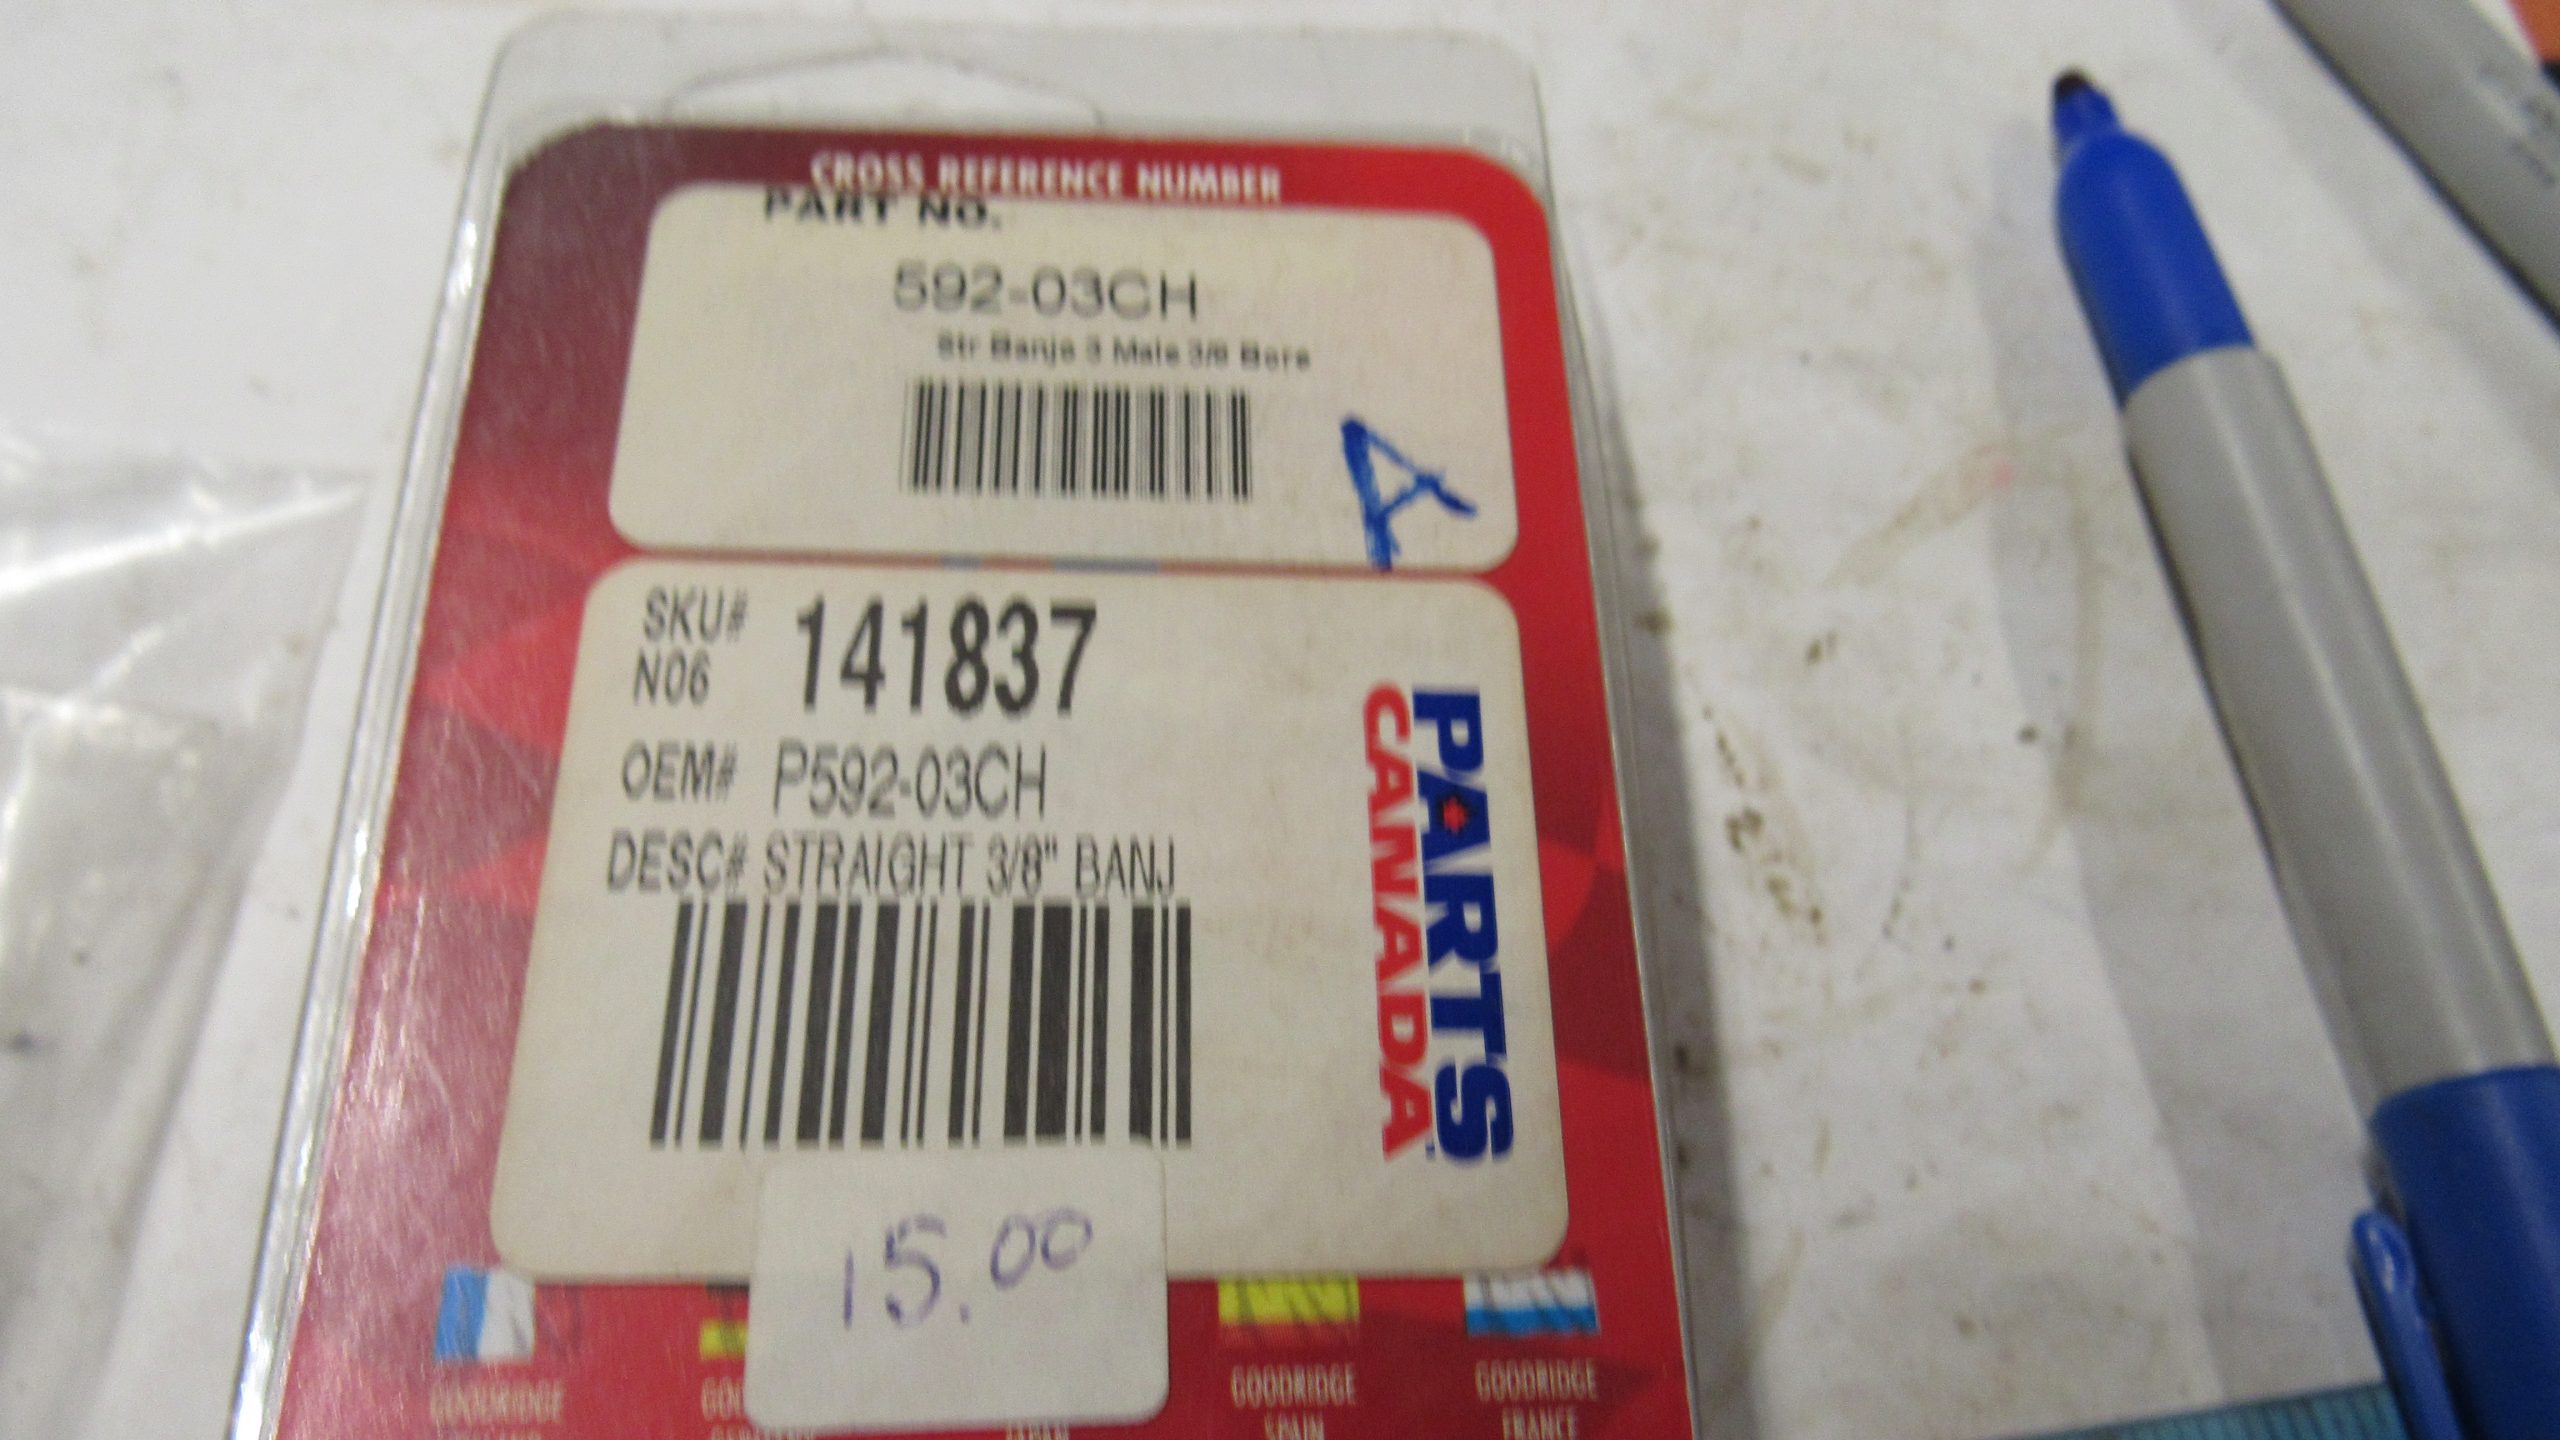 CROSS REFERENCE NUMBER
PART NO.
592-03CH
Str Banjo 3 Male 3/8 Bore
A
SKU# 141837
N06
OEM# P592-03CH
DESC# STRAIGHT 3/8" BANJ
PARTS
CANADA
15.00
GOODRIDGE
GOODRIDGE
SPAIN
GOODRIDGE
FRANCE
JAPAN